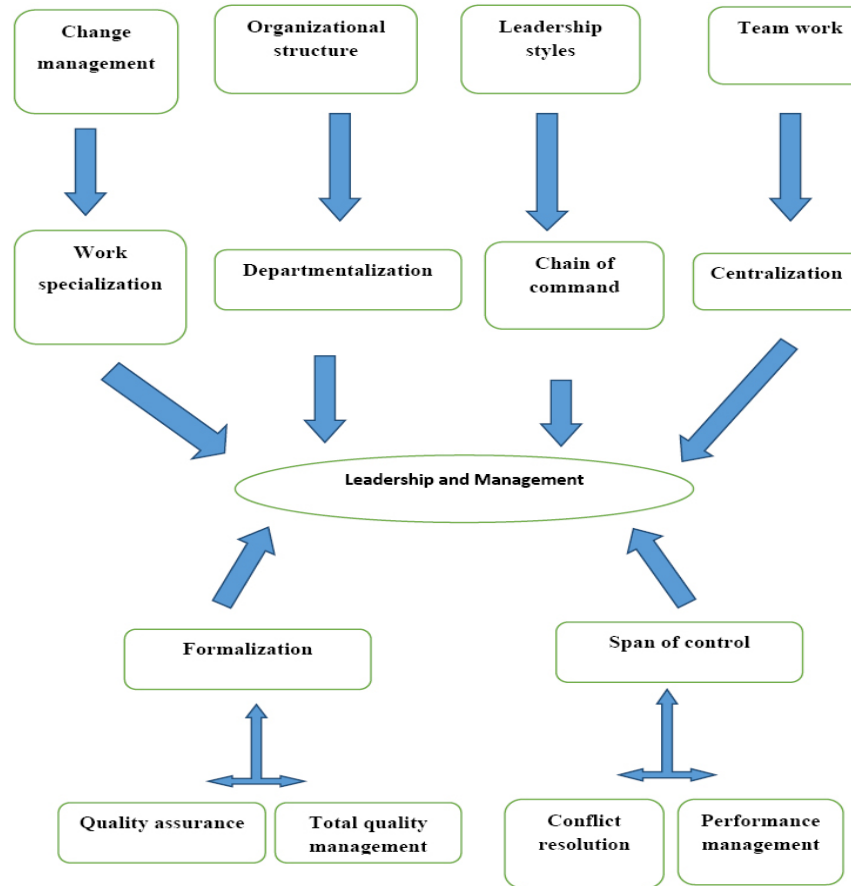 Change
management
Organizational
structure
Leadership
styles
Team work
Work
specialization
Departmentalization
Chain of
command
Centralization
Leadership and Management
Formalization
Span of control
Quality assurance
Total quality
management
Conflict
resolution
Performance
management